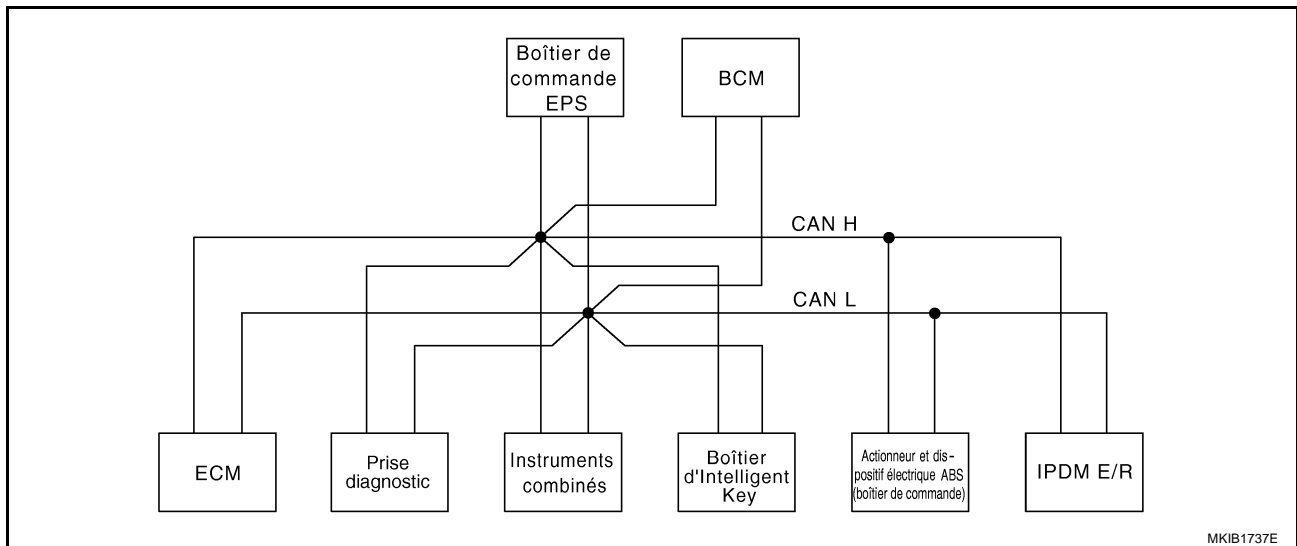 Boîtier de
commande
EPS
BCM
CAN H
CAN L
ECM
Prise
diagnostic
Instruments
combinés
Boîtier
d'Intelligent
Key
Actionneur et dis-
positif électrique ABS
(boîtier de commande)
IPDM E/R
MKIB1737E